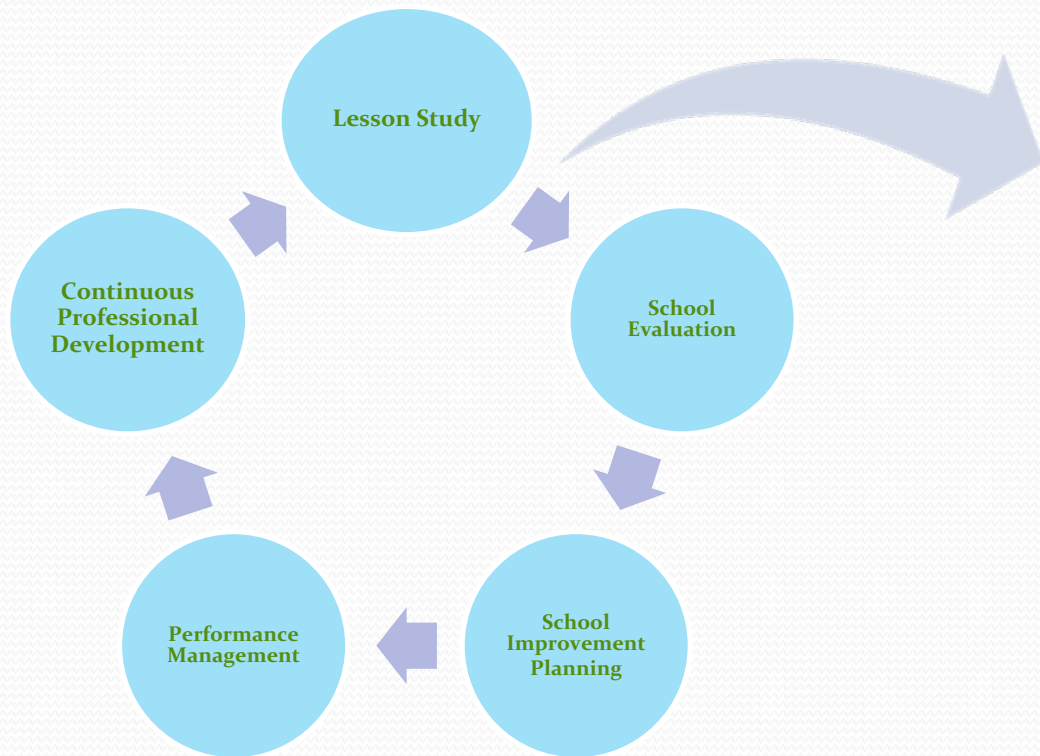 Lesson Study
School
Evaluation
School
Improvement
Planning
Performance
Management
Continuous
Professional
Development